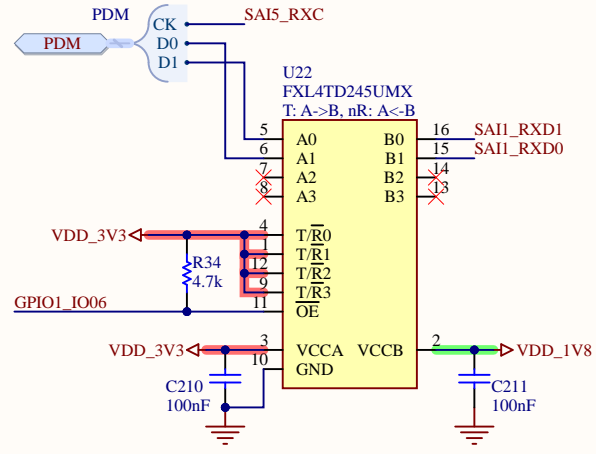 PDM
SAI5_RXC
CK
PDM
D0
D1
U22
FXL4TD245UMX
T: A->B, nR: A<-B
5 A0 B0 16 SAI1_RXD1
6 A1 B1 15 SAI1_RXD0
7 A2 B2 14
8 A3 B3 13
VDD_3V3 4 T/R0
1 T/R1
R34 12 T/R2
4.7k 9 T/R3
GPIO1_IO06 11 OE
VDD_3V3 3 VCCA VCCB 2 VDD_1V8
10 GND
C210 C211
100nF 100nF